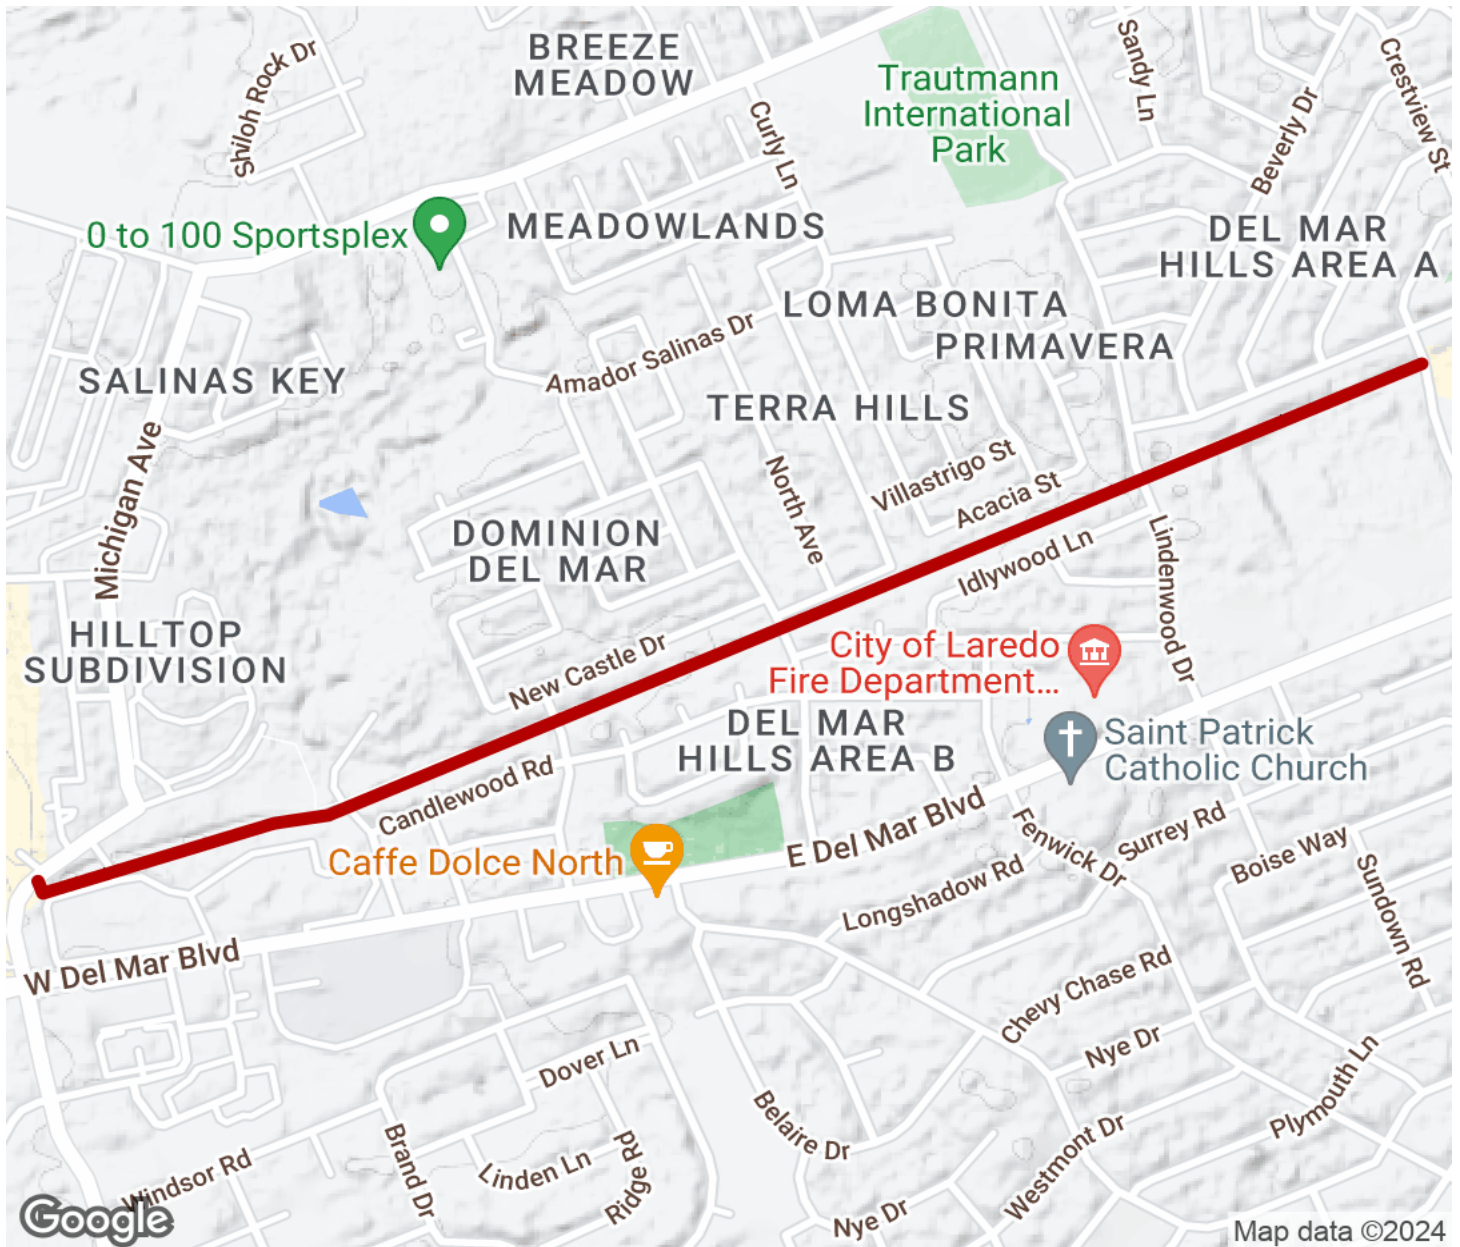 BREEZE
MEADOW
Shiloh Rock Dr
Curly Ln
Trautmann
International
Park
Sandy Ln
Beverly Dr
Crestview St
0 to 100 Sportsplex
MEADOWLANDS
DEL MAR
HILLS AREA A
LOMA BONITA
PRIMAVERA
Amador Salinas Dr
SALINAS KEY
TERRA HILLS
Michigan Ave
North Ave
Villastrigo St
Acacia St
DOMINION
DEL MAR
Idlywood Ln
Lindenwood Dr
HILLTOP
SUBDIVISION
New Castle Dr
City of Laredo
Fire Department...
DEL MAR
HILLS AREA B
Saint Patrick
Catholic Church
Candlewood Rd
Caffe Dolce North
E Del Mar Blvd
Fenwick Dr
Surrey Rd
Boise Way
Sundown Rd
Longshadow Rd
W Del Mar Blvd
Chevy Chase Rd
Nye Dr
Dover Ln
Plymouth Ln
Belaire Dr
Brand Dr
Linden Ln
Ridge Rd
Westmont Dr
Windsor Rd
Nye Dr
Google
Map data ©2024